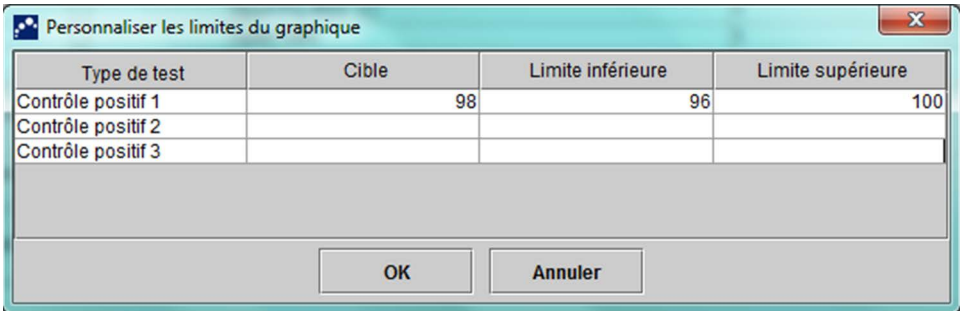 Personnaliser les limites du graphique
Type de test Cible Limite inférieure Limite supérieure
Contrôle positif 1 98 96 100
Contrôle positif 2
Contrôle positif 3
OK Annuler